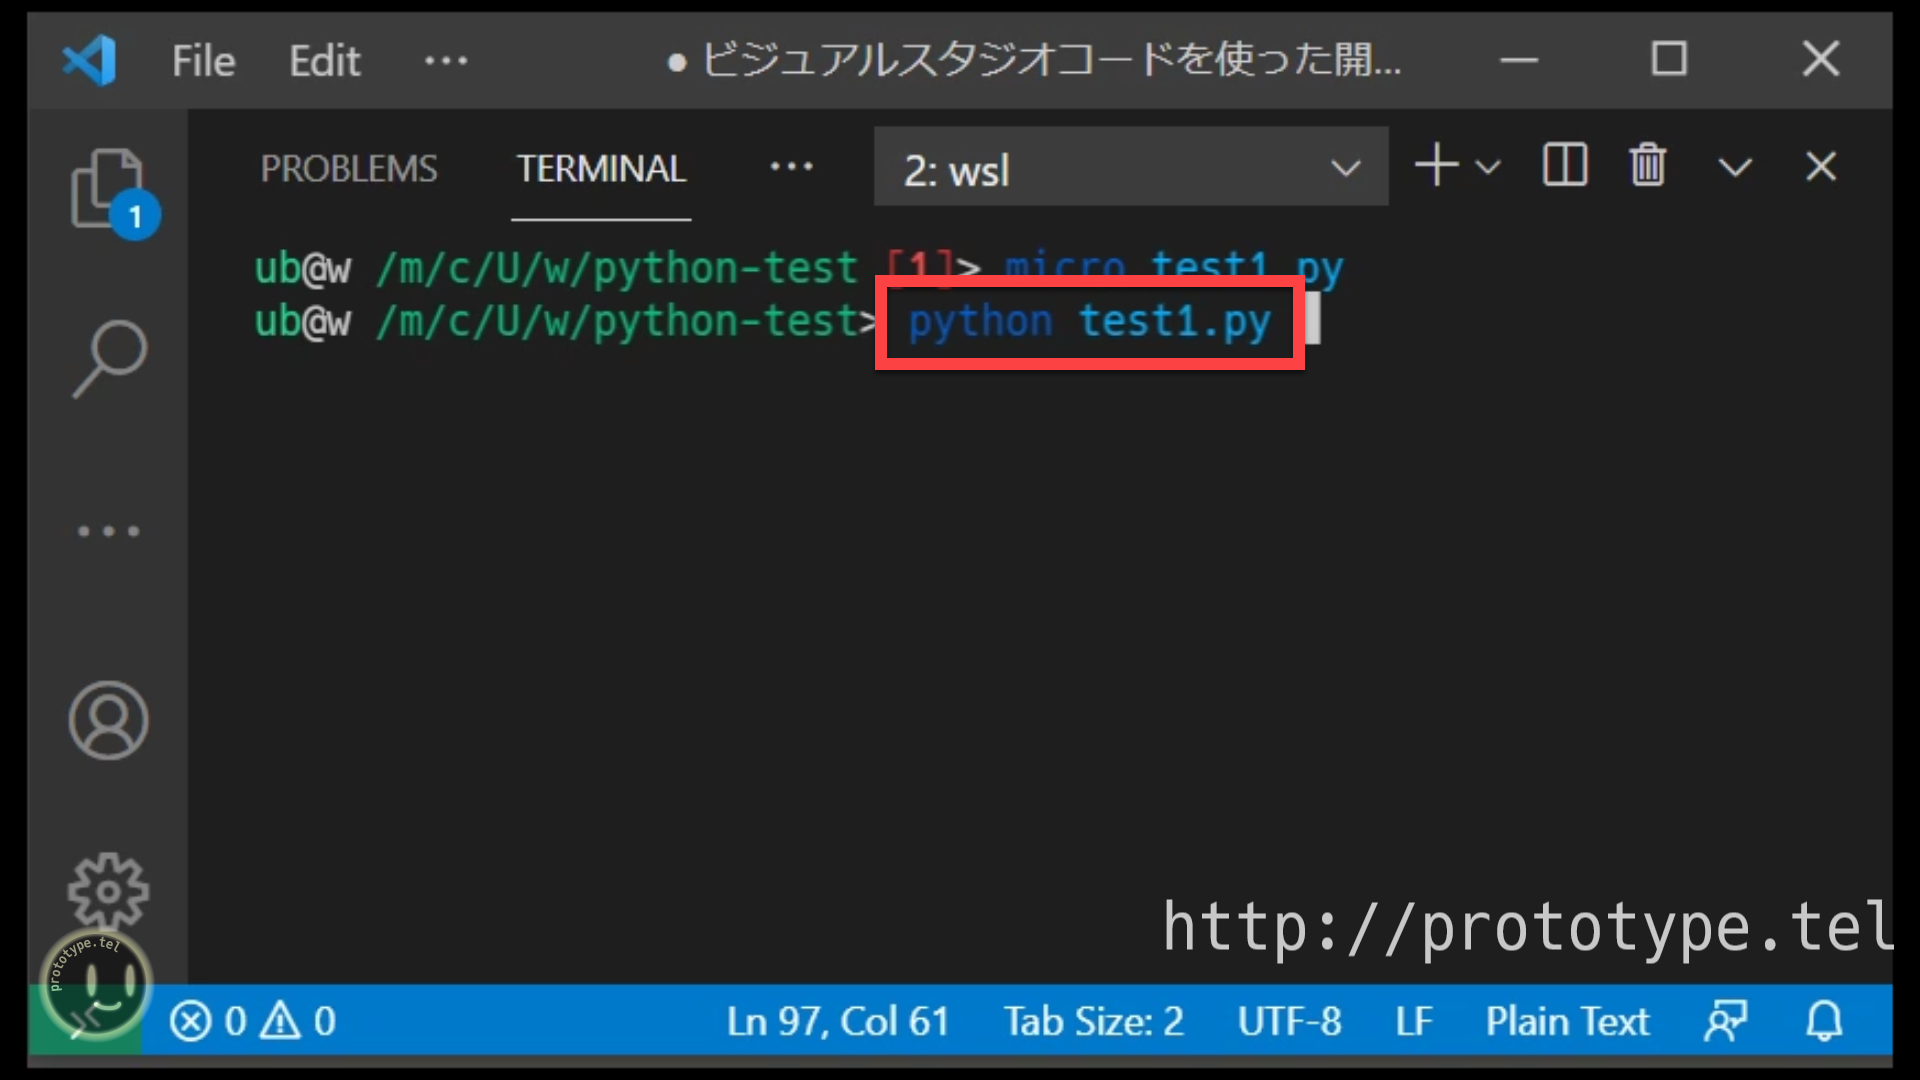 File Edit ··· ● ビジュアルスタジオコードを使った開...
PROBLEMS TERMINAL ··· 2: wsl
1
ub@w /m/c/U/w/python-test [1]> micro test1.py
ub@w /m/c/U/w/python-test> python test1.py
http://prototype.tel
prototype.tel
0 0 Ln 97, Col 61 Tab Size: 2 UTF-8 LF Plain Text